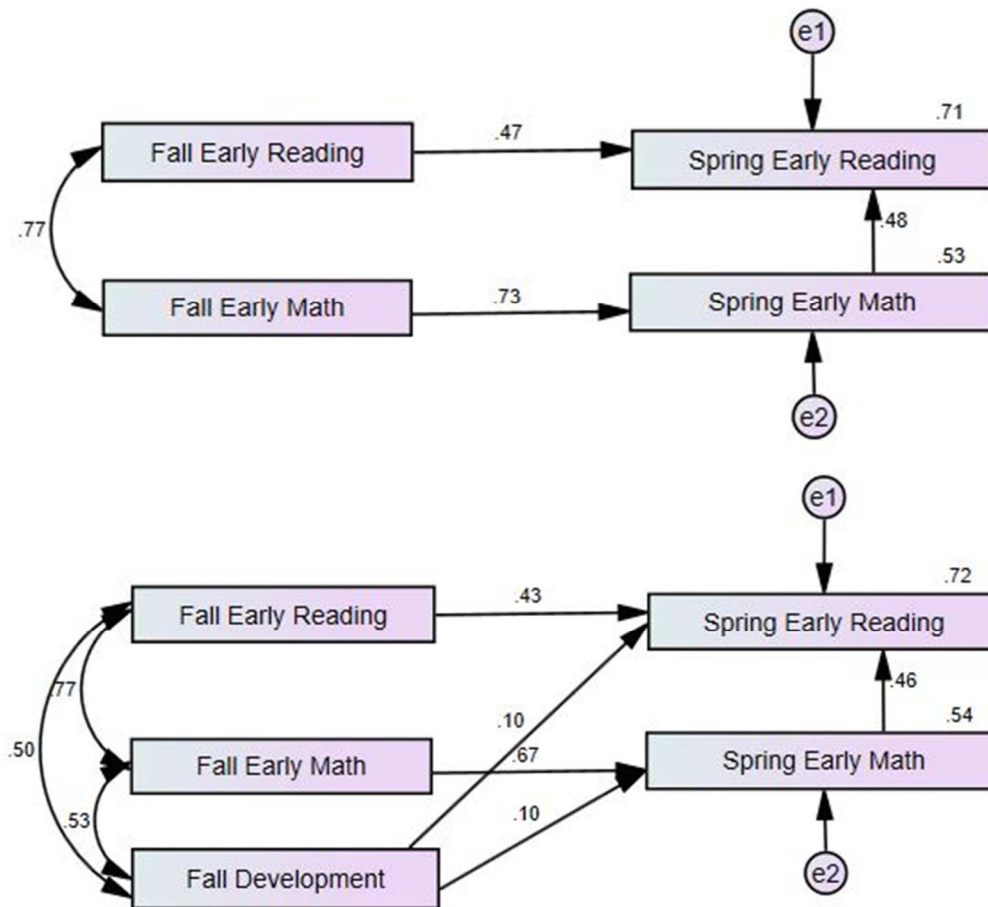 e1
.71
Fall Early Reading
.47
Spring Early Reading
.77
.48
.53
Fall Early Math
.73
Spring Early Math
e2
e1
.72
Fall Early Reading
.43
Spring Early Reading
.77
.46
.10
.54
.50
Fall Early Math
.67
Spring Early Math
.53
.10
Fall Development
e2